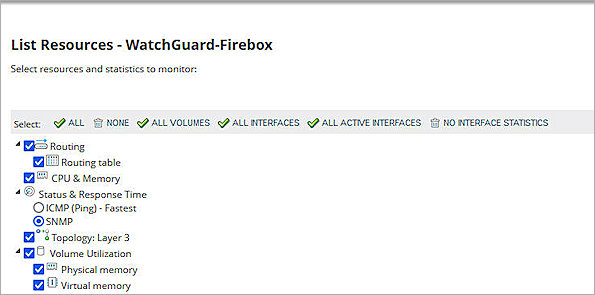 List Resources - WatchGuard-Firebox
Select resources and statistics to monitor:
Select: ALL NONE ALL VOLUMES ALL INTERFACES ALL ACTIVE INTERFACES NO INTERFACE STATISTICS
Routing
Routing table
CPU & Memory
Status & Response Time
ICMP (Ping) - Fastest
SNMP
Topology: Layer 3
Volume Utilization
Physical memory
Virtual memory